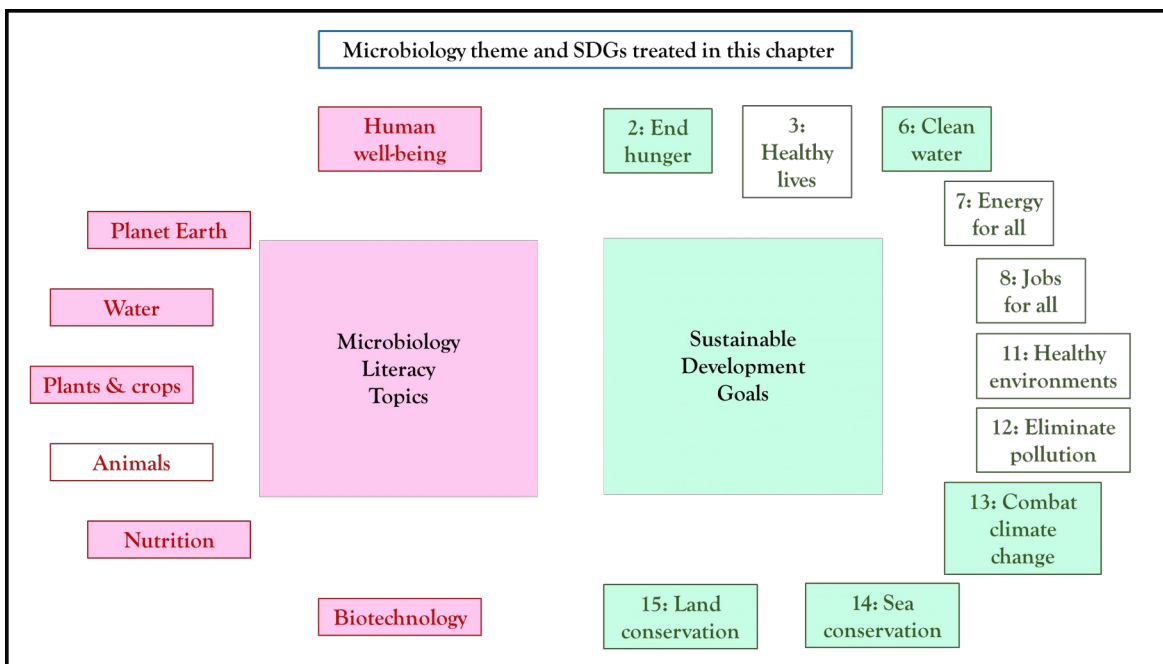 Microbiology theme and SDGs treated in this chapter
Human
well-being
Planet Earth
Water
Plants & crops
Animals
Nutrition
Biotechnology
Microbiology
Literacy
Topics
2: End
hunger
3:
Healthy
lives
6: Clean
water
7: Energy
for all
8: Jobs
for all
11: Healthy
environments
12: Eliminate
pollution
13: Combat
climate
change
14: Sea
conservation
15: Land
conservation
Sustainable
Development
Goals